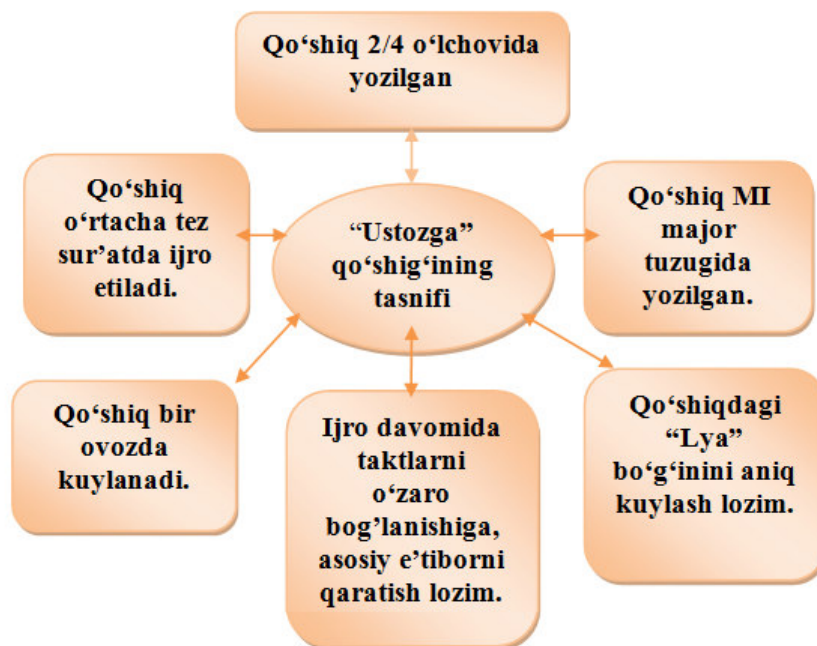 Qo‘shiq 2/4 o‘lchovida
yozilgan
Qo‘shiq
o‘rtacha tez
sur’atda ijro
etiladi.
“Ustozga”
qo‘shig‘ining
tasnifi
Qo‘shiq MI
major
tuzugida
yozilgan.
Qo‘shiq bir
ovozda
kuylanadi.
Ijro davomida
taktlarni
o‘zaro
bog’lanishiga,
asosiy e’tiborni
qaratish lozim.
Qo‘shiqdagi
“Lya”
bo‘g‘inini aniq
kuylash lozim.